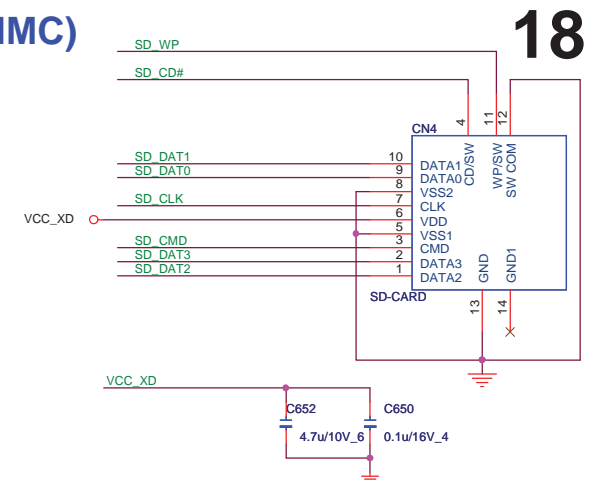 MMC)
18
SD_WP
SD_CD#
4
11
12
CN4
SD_DAT1
10
DATA1
SD_DAT0
9
DATA0
8
VSS2
SD_CLK
7
CLK
VCC_XD
6
VDD
5
VSS1
SD_CMD
3
CMD
SD_DAT3
2
DATA3
SD_DAT2
1
DATA2
CD/SW
WP/SW
SW COM
GND
GND1
SD-CARD
13
14
VCC_XD
C652
4.7u/10V_6
C650
0.1u/16V_4